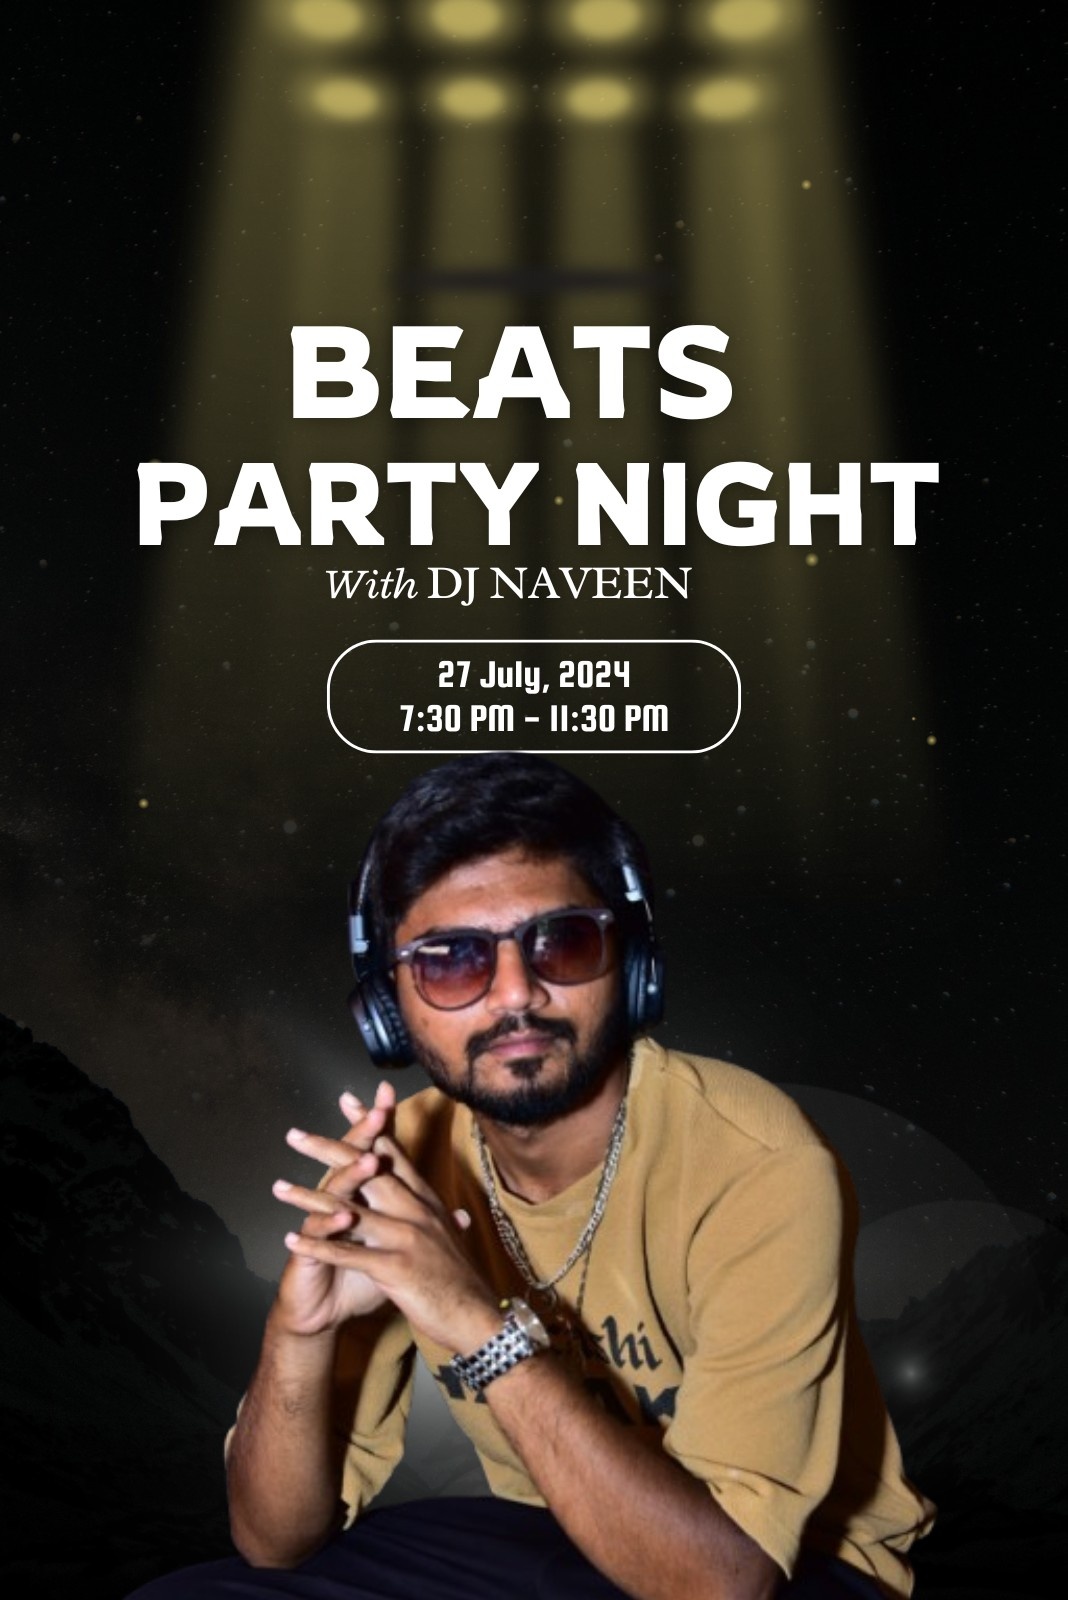 BEATS
PARTY NIGHT
With DJ NAVEEN
27 July, 2024
7:30 PM - 11:30 PM